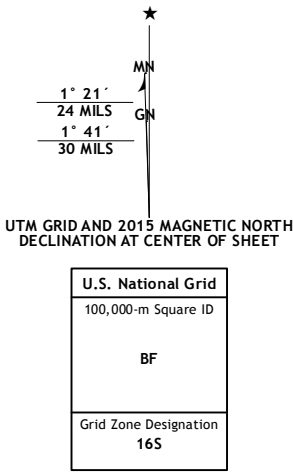 ★
MN
1° 21´
24 MILS
GN
1° 41´
30 MILS
UTM GRID AND 2015 MAGNETIC NORTH
DECLINATION AT CENTER OF SHEET
U.S. National Grid
100,000-m Square ID
BF
Grid Zone Designation
16S